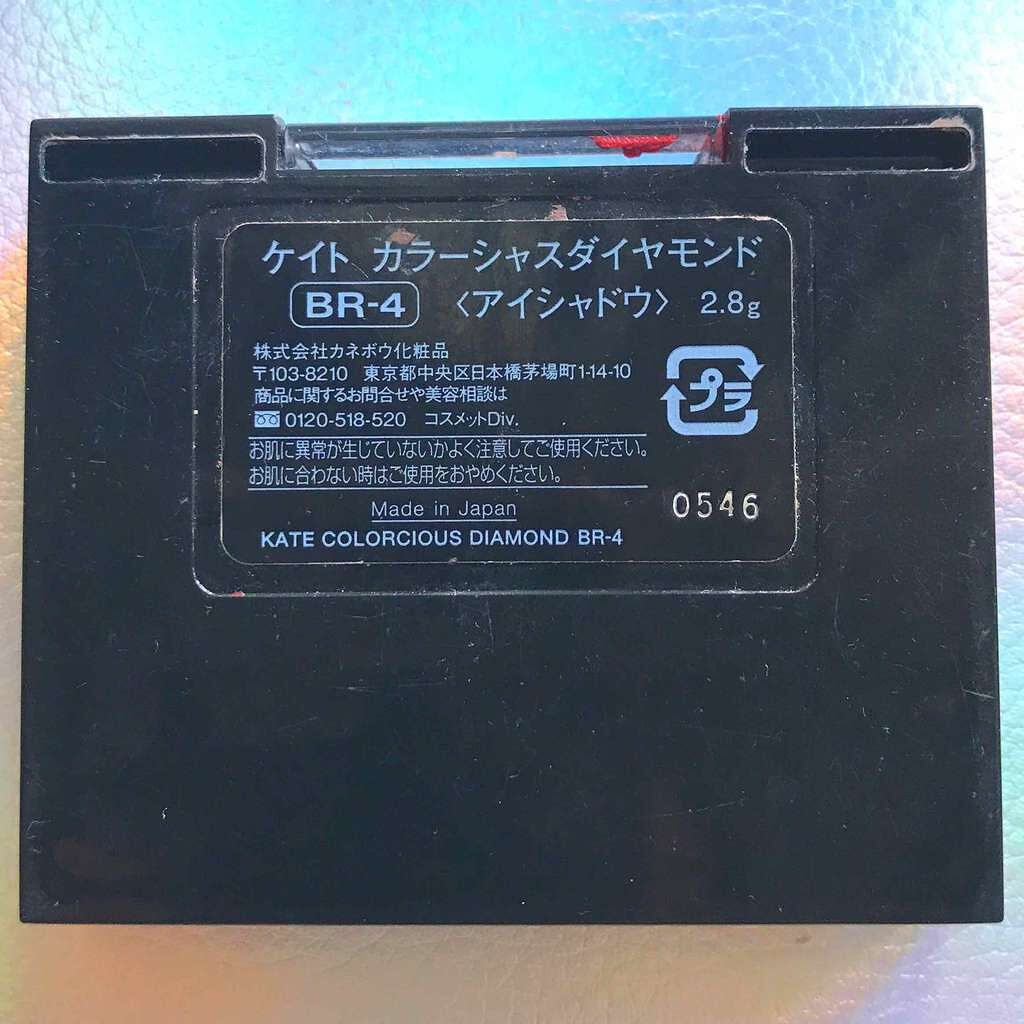 ケイト カラーシャスダイヤモンド
BR-4 〈アイシャドウ〉 2.8g
株式会社カネボウ化粧品
〒103-8210 東京都中央区日本橋茅場町1-14-10
商品に関するお問合せや美容相談は
0120-518-520 コスメットDiv.
プラ
お肌に異常が生じていないかよく注意してご使用ください。
お肌に合わない時はご使用をおやめください。
Made in Japan
0546
KATE COLORCIOUS DIAMOND BR-4